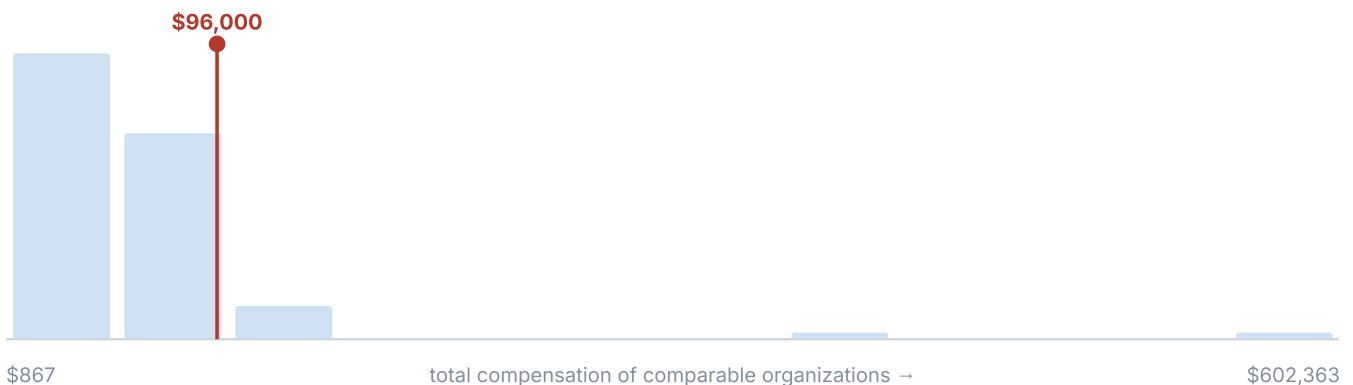 $96,000
$867 total compensation of comparable organizations → $602,363